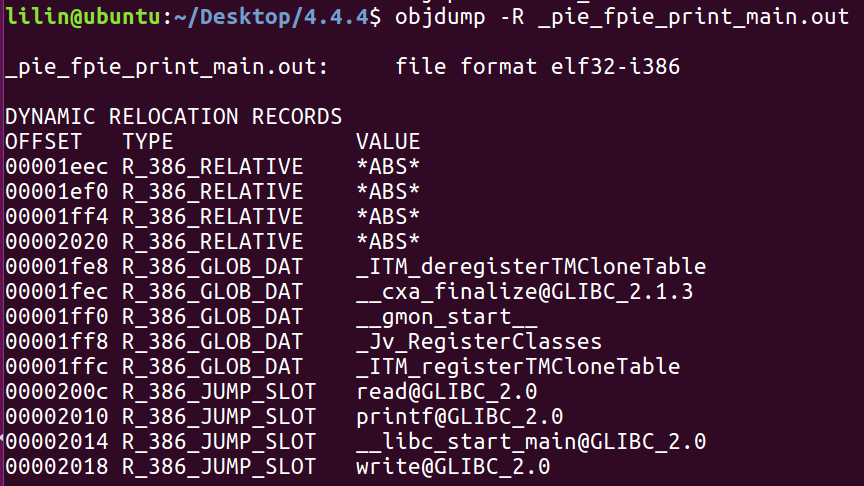 lilin@ubuntu:~/Desktop/4.4.4$ objdump -R _pie_fpie_print_main.out
_pie_fpie_print_main.out:     file format elf32-i386
DYNAMIC RELOCATION RECORDS
OFFSET   TYPE              VALUE
00001eec R_386_RELATIVE    *ABS*
00001ef0 R_386_RELATIVE    *ABS*
00001ff4 R_386_RELATIVE    *ABS*
00002020 R_386_RELATIVE    *ABS*
00001fe8 R_386_GLOB_DAT    _ITM_deregisterTMCloneTable
00001fec R_386_GLOB_DAT    __cxa_finalize@GLIBC_2.1.3
00001ff0 R_386_GLOB_DAT    __gmon_start__
00001ff8 R_386_GLOB_DAT    _Jv_RegisterClasses
00001ffc R_386_GLOB_DAT    _ITM_registerTMCloneTable
0000200c R_386_JUMP_SLOT   read@GLIBC_2.0
00002010 R_386_JUMP_SLOT   printf@GLIBC_2.0
00002014 R_386_JUMP_SLOT   __libc_start_main@GLIBC_2.0
00002018 R_386_JUMP_SLOT   write@GLIBC_2.0